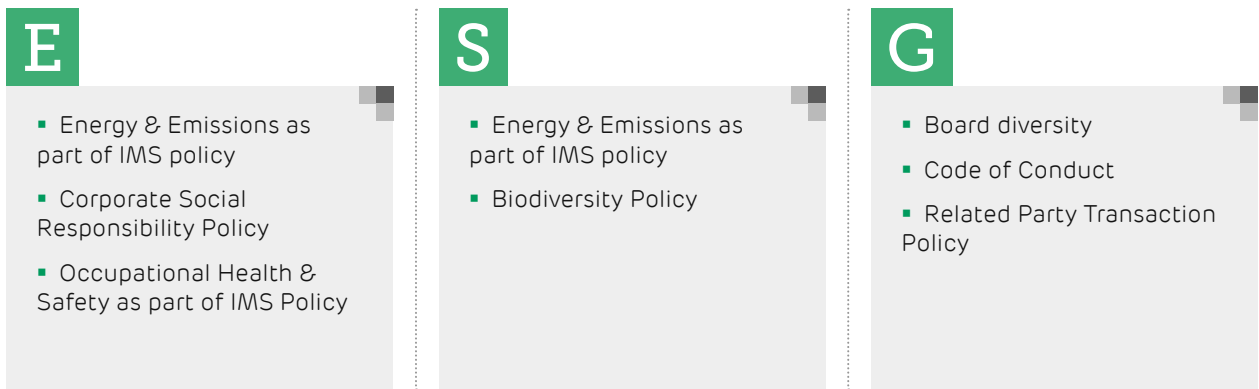 E
▪ Energy & Emissions as
part of IMS policy
▪ Corporate Social
Responsibility Policy
▪ Occupational Health &
Safety as part of IMS Policy
S
▪ Energy & Emissions as
part of IMS policy
▪ Biodiversity Policy
G
▪ Board diversity
▪ Code of Conduct
▪ Related Party Transaction
Policy